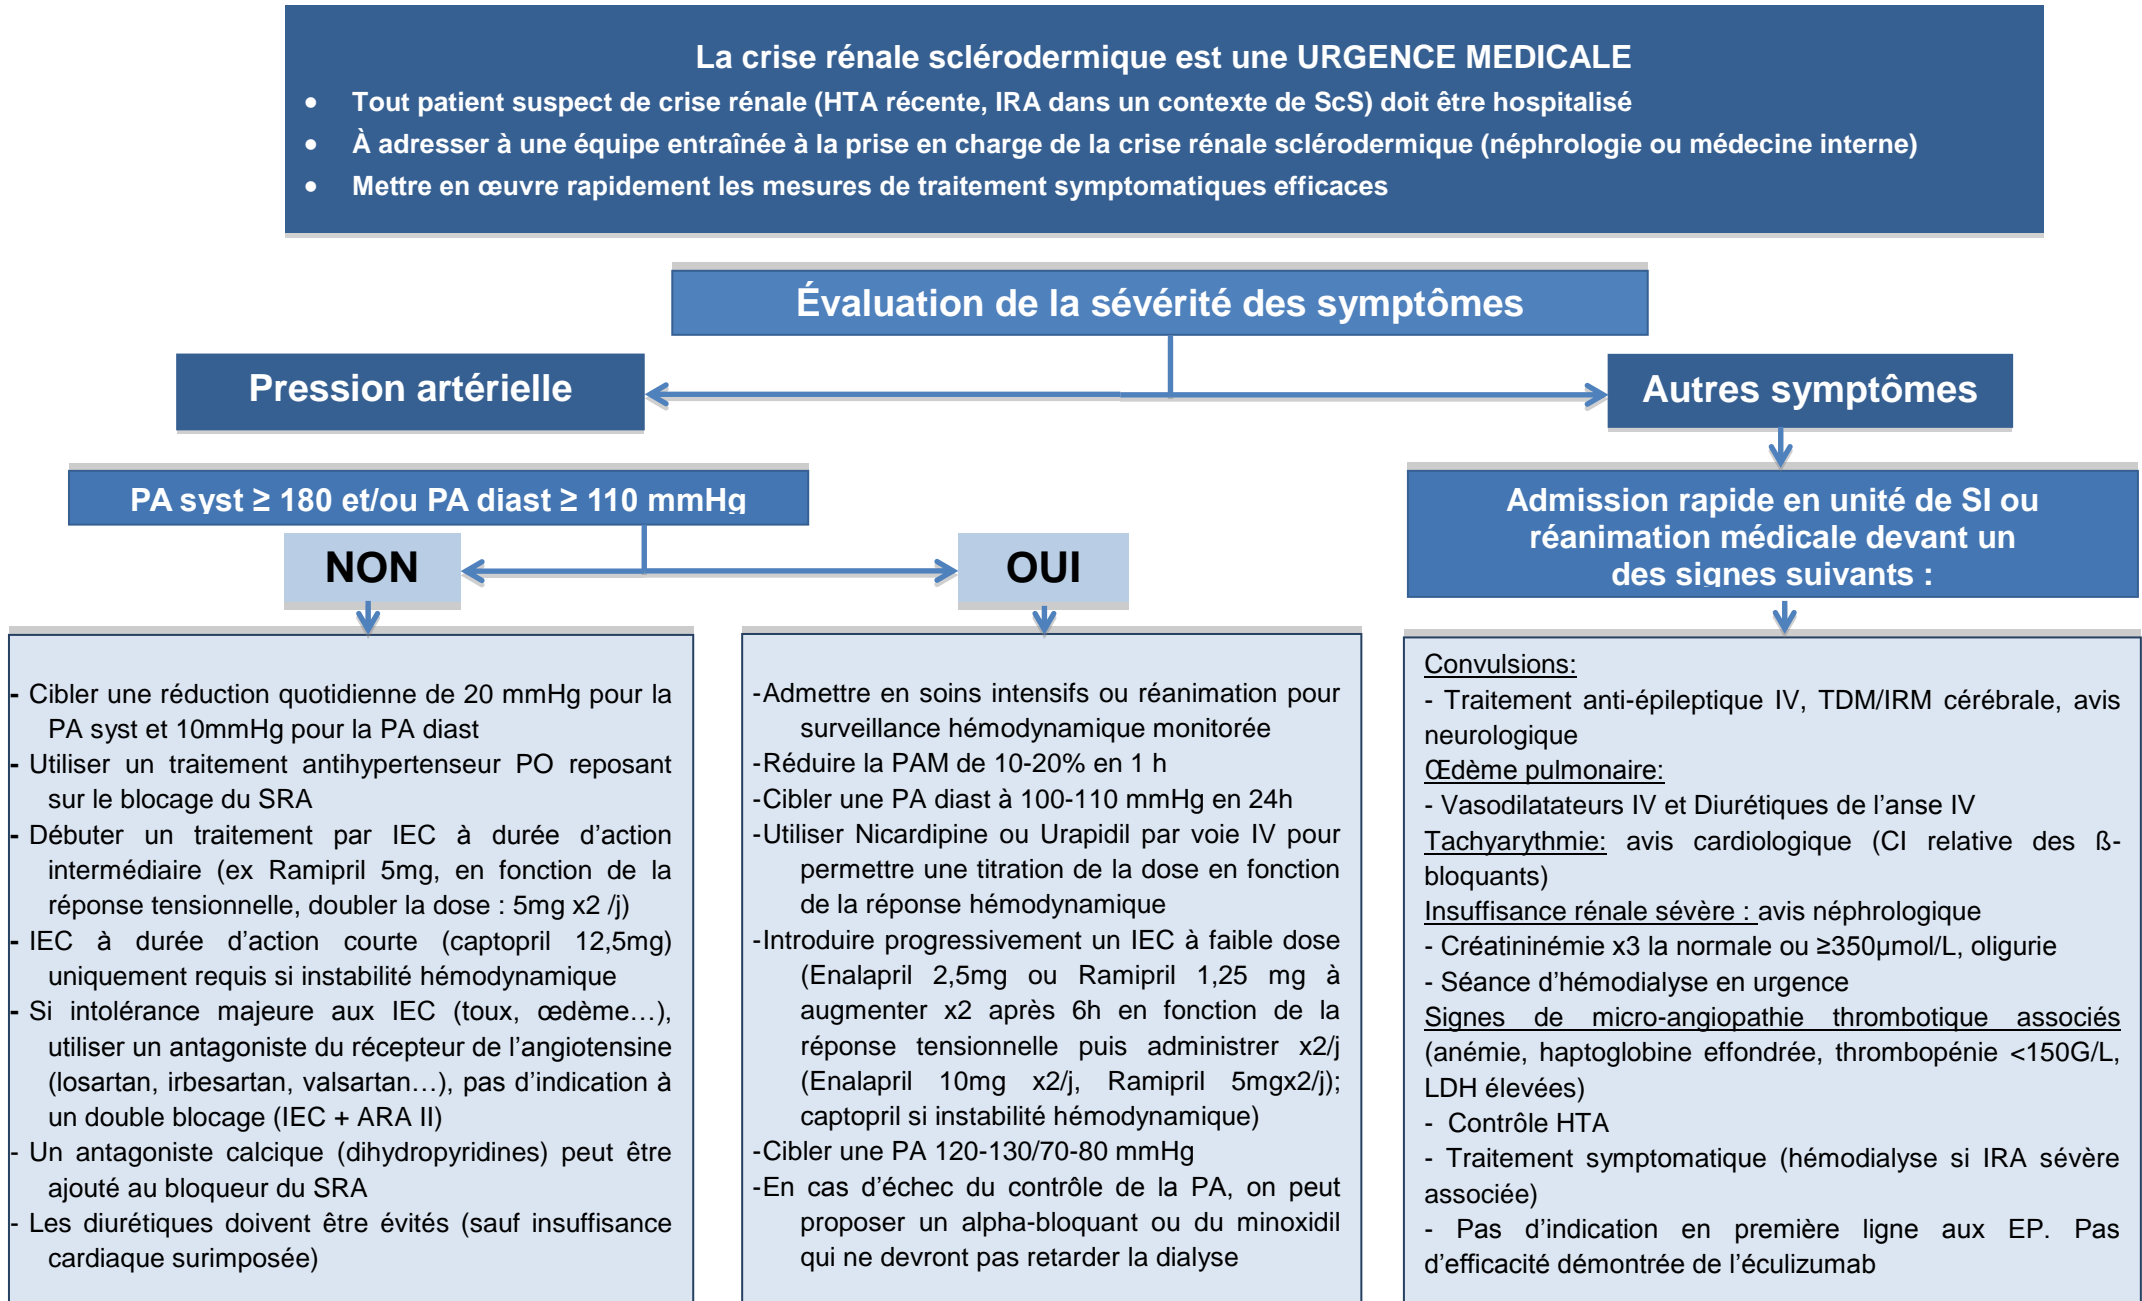 La crise rénale sclérodermique est une URGENCE MEDICALE
• Tout patient suspect de crise rénale (HTA récente, IRA dans un contexte de ScS) doit être hospitalisé
• À adresser à une équipe entraînée à la prise en charge de la crise rénale sclérodermique (néphrologie ou médecine interne)
• Mettre en œuvre rapidement les mesures de traitement symptomatiques efficaces
Évaluation de la sévérité des symptômes
Pression artérielle
Autres symptômes
PA syst ≥ 180 et/ou PA diast ≥ 110 mmHg
NON
OUI
Admission rapide en unité de SI ou
réanimation médicale devant un
des signes suivants :
- Cibler une réduction quotidienne de 20 mmHg pour la
PA syst et 10mmHg pour la PA diast
- Utiliser un traitement antihypertenseur PO reposant
sur le blocage du SRA
- Débuter un traitement par IEC à durée d'action
intermédiaire (ex Ramipril 5mg, en fonction de la
réponse tensionnelle, doubler la dose : 5mg x2 /j)
- IEC à durée d'action courte (captopril 12,5mg)
uniquement requis si instabilité hémodynamique
- Si intolérance majeure aux IEC (toux, œdème…),
utiliser un antagoniste du récepteur de l'angiotensine
(losartan, irbesartan, valsartan…), pas d'indication à
un double blocage (IEC + ARA II)
- Un antagoniste calcique (dihydropyridines) peut être
ajouté au bloqueur du SRA
- Les diurétiques doivent être évités (sauf insuffisance
cardiaque surimposée)
-Admettre en soins intensifs ou réanimation pour
surveillance hémodynamique monitorée
-Réduire la PAM de 10-20% en 1 h
-Cibler une PA diast à 100-110 mmHg en 24h
-Utiliser Nicardipine ou Urapidil par voie IV pour
permettre une titration de la dose en fonction
de la réponse hémodynamique
-Introduire progressivement un IEC à faible dose
(Enalapril 2,5mg ou Ramipril 1,25 mg à
augmenter x2 après 6h en fonction de la
réponse tensionnelle puis administrer x2/j
(Enalapril 10mg x2/j, Ramipril 5mgx2/j);
captopril si instabilité hémodynamique)
-Cibler une PA 120-130/70-80 mmHg
-En cas d'échec du contrôle de la PA, on peut
proposer un alpha-bloquant ou du minoxidil
qui ne devront pas retarder la dialyse
Convulsions:
- Traitement anti-épileptique IV, TDM/IRM cérébrale, avis
neurologique
Œdème pulmonaire:
- Vasodilatateurs IV et Diurétiques de l'anse IV
Tachyarythmie: avis cardiologique (CI relative des ß-
bloquants)
Insuffisance rénale sévère : avis néphrologique
- Créatininémie x3 la normale ou ≥350µmol/L, oligurie
- Séance d'hémodialyse en urgence
Signes de micro-angiopathie thrombotique associés
(anémie, haptoglobine effondrée, thrombopénie <150G/L,
LDH élevées)
- Contrôle HTA
- Traitement symptomatique (hémodialyse si IRA sévère
associée)
- Pas d'indication en première ligne aux EP. Pas
d'efficacité démontrée de l'éculizumab